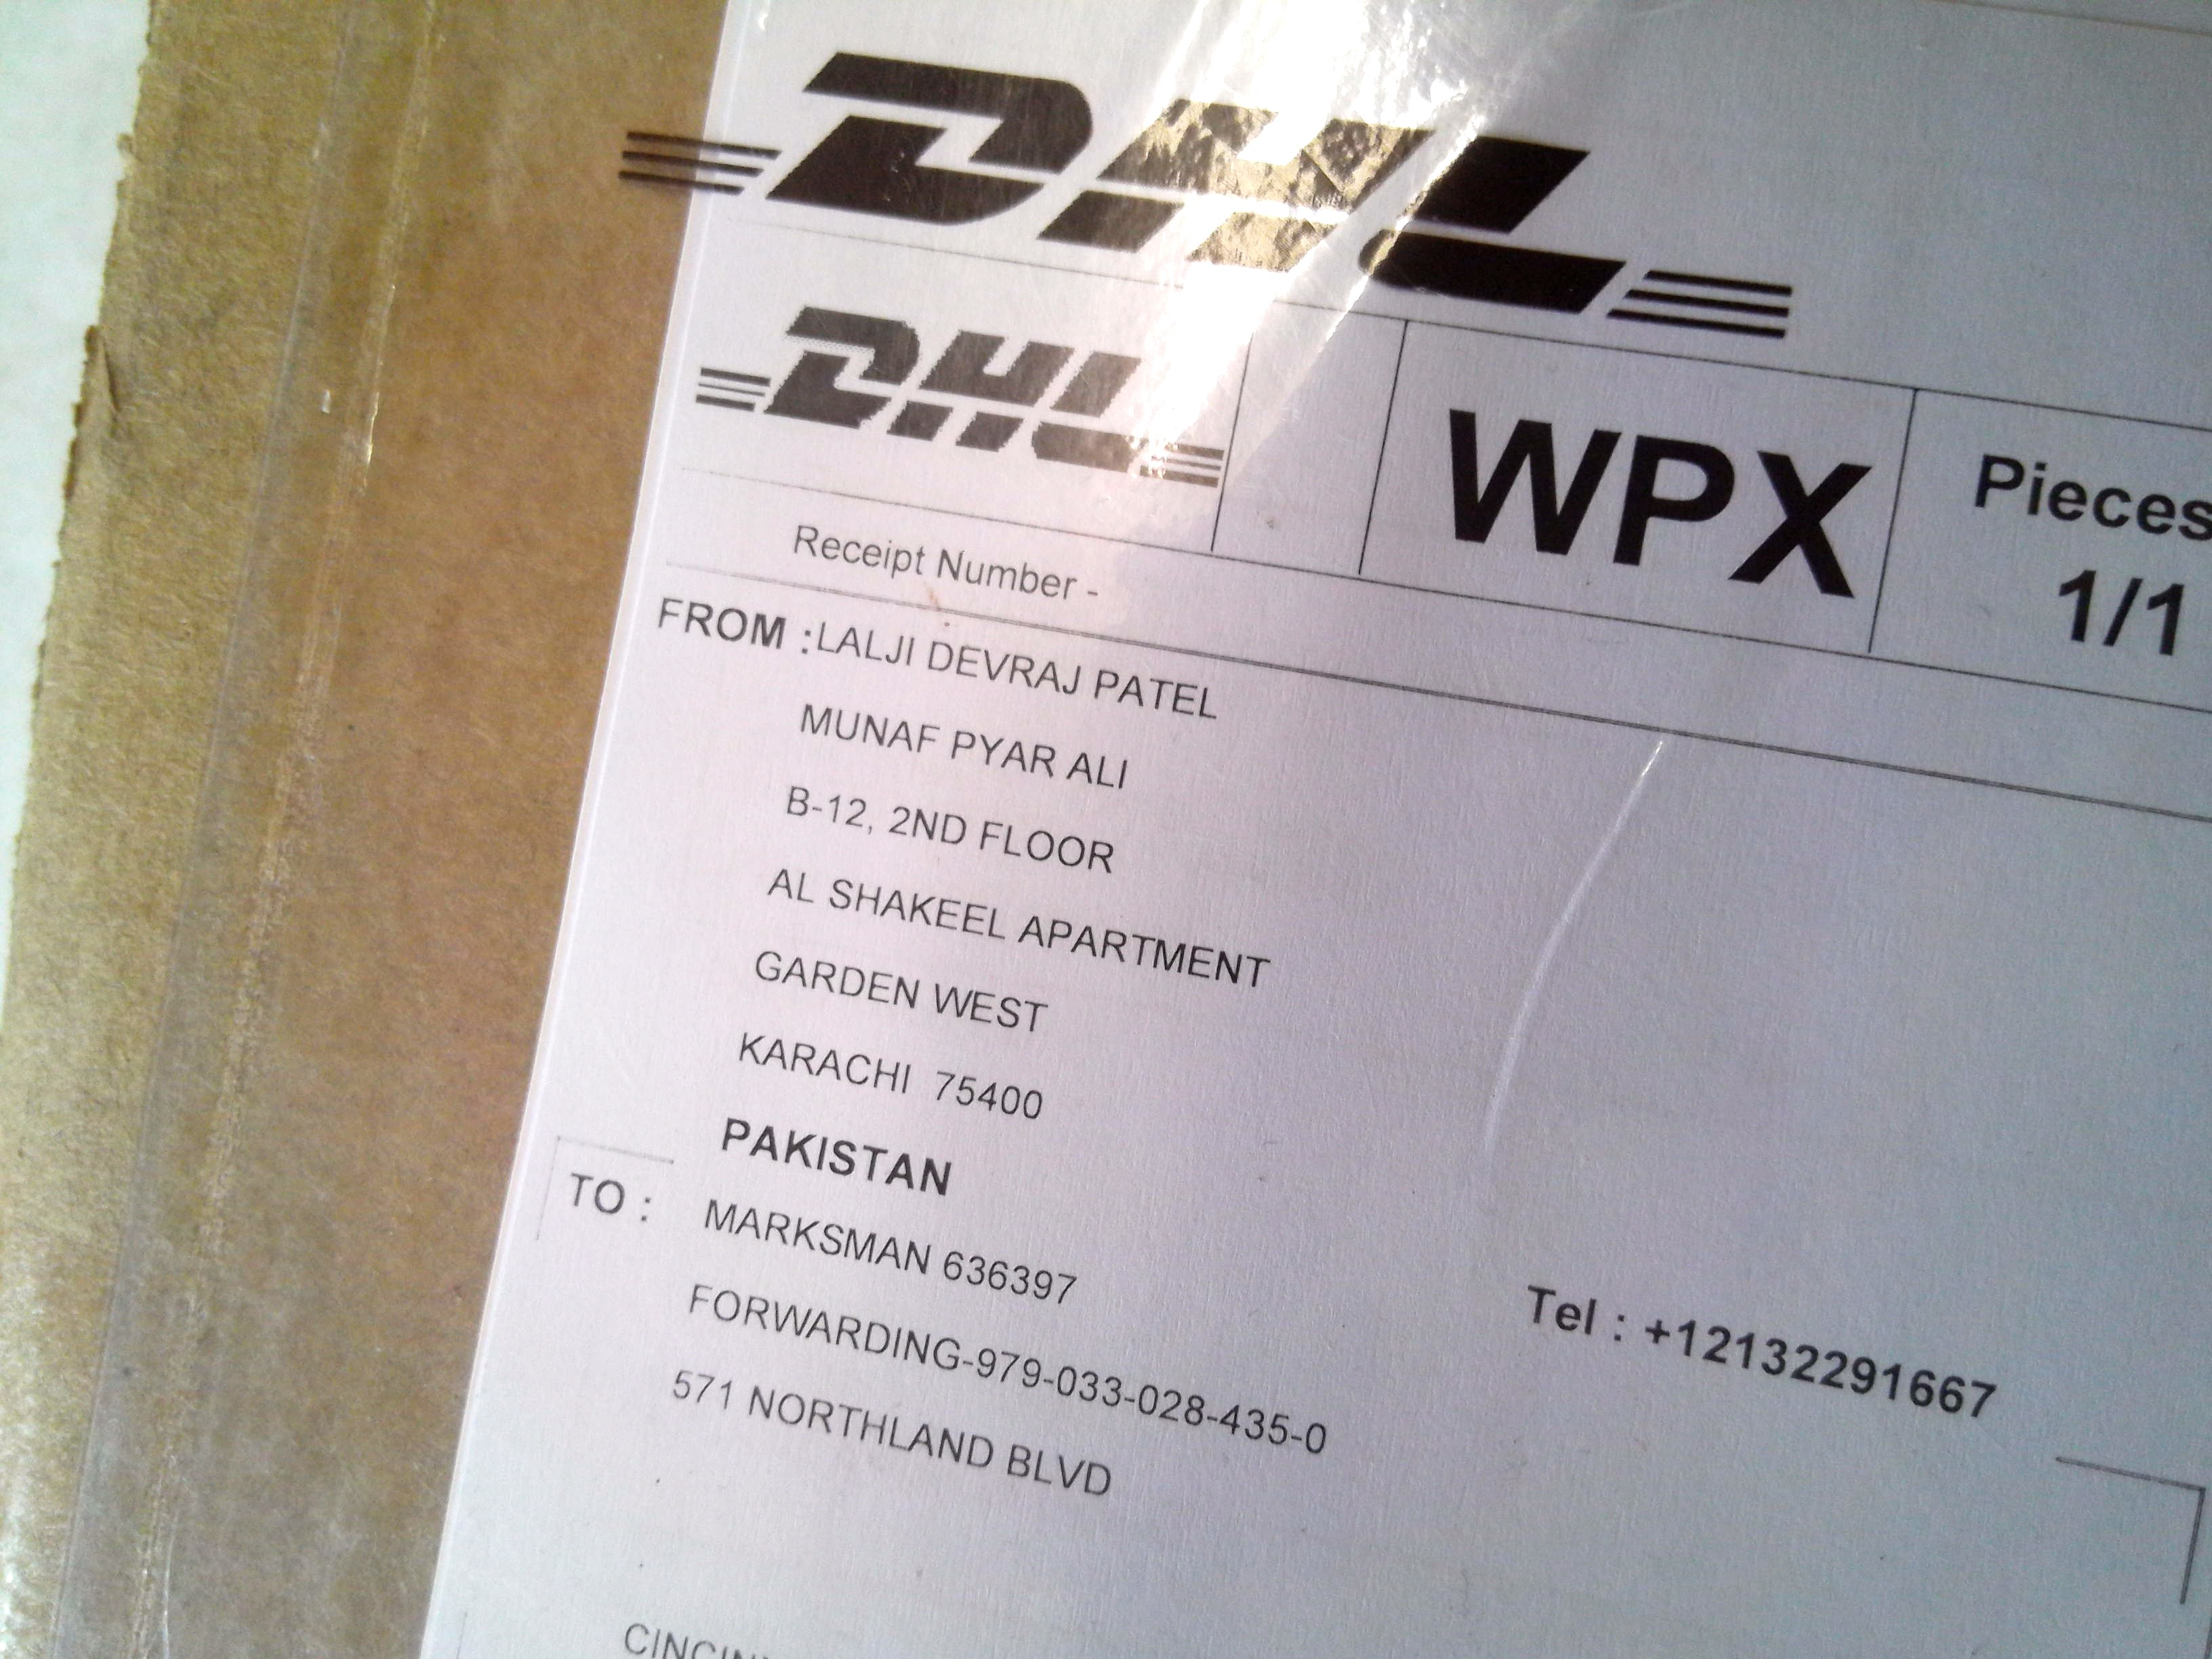 DHL
DHL
WPX
Pieces
1/1
Receipt Number -
FROM :LALJI DEVRAJ PATEL
MUNAF PYAR ALI
B-12, 2ND FLOOR
AL SHAKEEL APARTMENT
GARDEN WEST
KARACHI 75400
PAKISTAN
TO : MARKSMAN 636397
FORWARDING-979-033-028-435-0
Tel : +12132291667
571 NORTHLAND BLVD